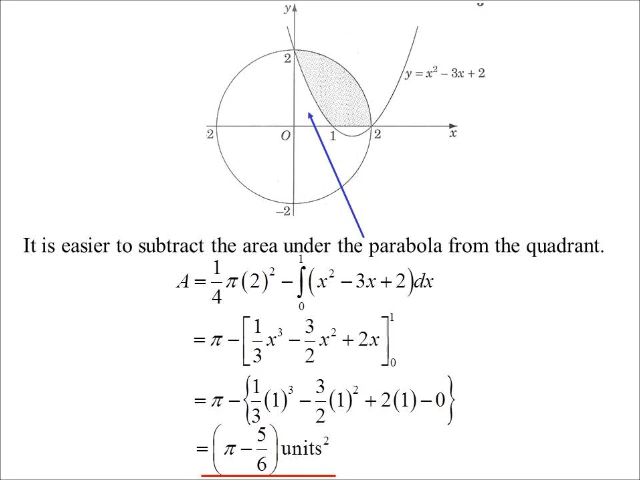 y
2
y = x² − 3x + 2
2 O 1 2 x
−2
It is easier to subtract the area under the parabola from the quadrant.
A = 1/4 π(2)² − ∫₀¹ (x² − 3x + 2)dx
= π − [1/3 x³ − 3/2 x² + 2x]₀¹
= π − {1/3 (1)³ − 3/2 (1)² + 2(1) − 0}
= (π − 5/6) units²